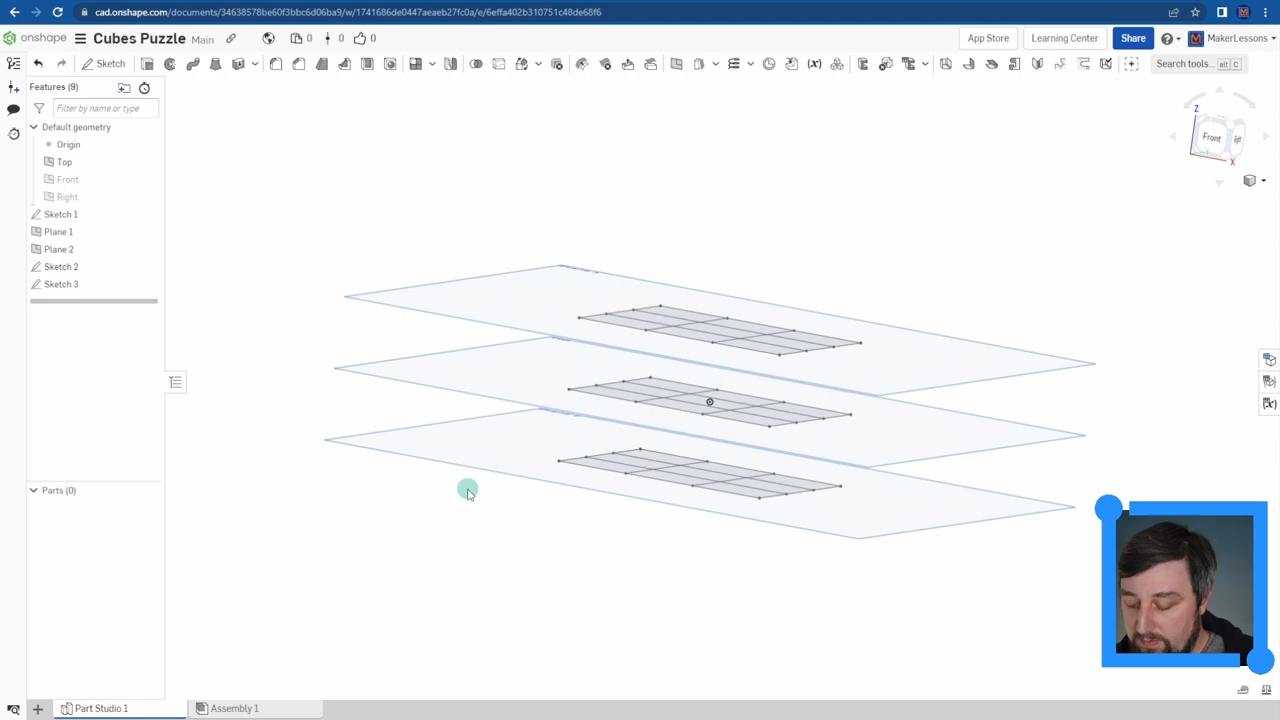 cad.onshape.com/documents/34638578be60f3bbc6d06ba9/w/1741686de0447aeaeb27fc0a/e/6effa402b310751c48de68f6
onshape
Cubes Puzzle
Main
0
0
0
App Store
Learning Center
Share
MakerLessons
Sketch
Search tools...
alt
C
Features (9)
Filter by name or type
Default geometry
Origin
Top
Front
Right
Sketch 1
Plane 1
Plane 2
Sketch 2
Sketch 3
Parts (0)
Z
Front
X
Part Studio 1
Assembly 1